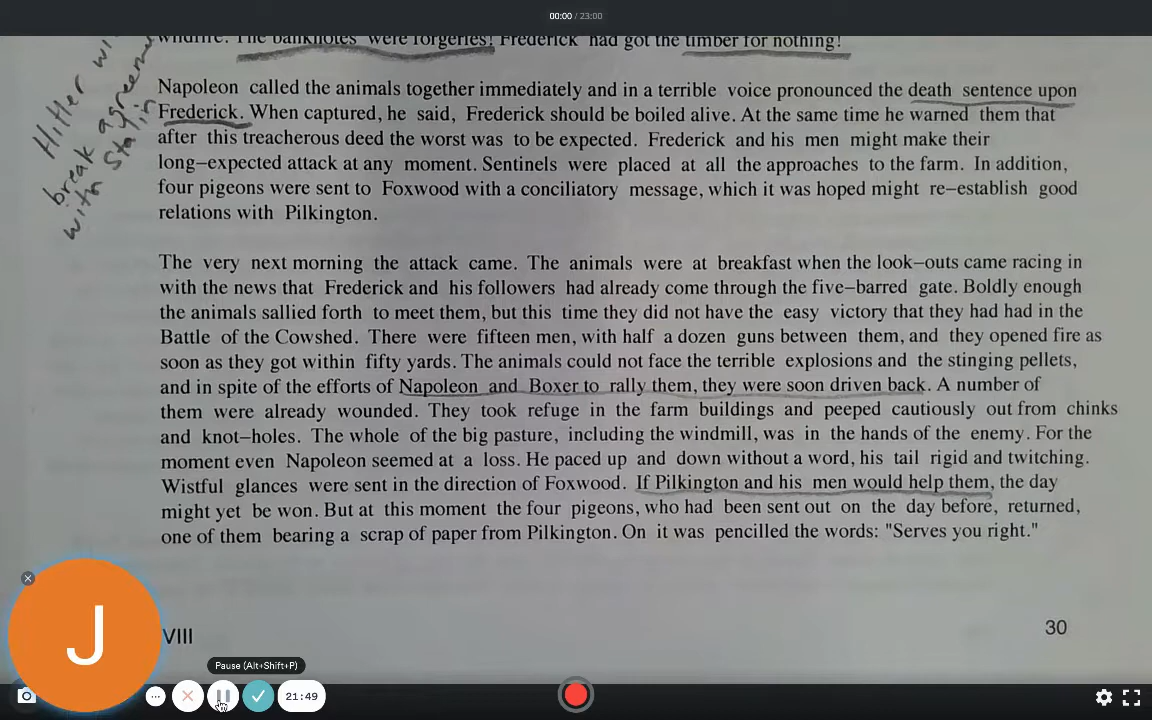 00:00 / 23:00
wildfire. The banknotes were forgeries! Frederick had got the timber for nothing!
Hitler wi
break agreemen
with Stalin
Napoleon called the animals together immediately and in a terrible voice pronounced the death sentence upon
Frederick. When captured, he said, Frederick should be boiled alive. At the same time he warned them that
after this treacherous deed the worst was to be expected. Frederick and his men might make their
long–expected attack at any moment. Sentinels were placed at all the approaches to the farm. In addition,
four pigeons were sent to Foxwood with a conciliatory message, which it was hoped might re–establish good
relations with Pilkington.
The very next morning the attack came. The animals were at breakfast when the look–outs came racing in
with the news that Frederick and his followers had already come through the five–barred gate. Boldly enough
the animals sallied forth to meet them, but this time they did not have the easy victory that they had had in the
Battle of the Cowshed. There were fifteen men, with half a dozen guns between them, and they opened fire as
soon as they got within fifty yards. The animals could not face the terrible explosions and the stinging pellets,
and in spite of the efforts of Napoleon and Boxer to rally them, they were soon driven back. A number of
them were already wounded. They took refuge in the farm buildings and peeped cautiously out from chinks
and knot–holes. The whole of the big pasture, including the windmill, was in the hands of the enemy. For the
moment even Napoleon seemed at a loss. He paced up and down without a word, his tail rigid and twitching.
Wistful glances were sent in the direction of Foxwood. If Pilkington and his men would help them, the day
might yet be won. But at this moment the four pigeons, who had been sent out on the day before, returned,
one of them bearing a scrap of paper from Pilkington. On it was pencilled the words: "Serves you right."
J
VIII
30
Pause (Alt+Shift+P)
21:49